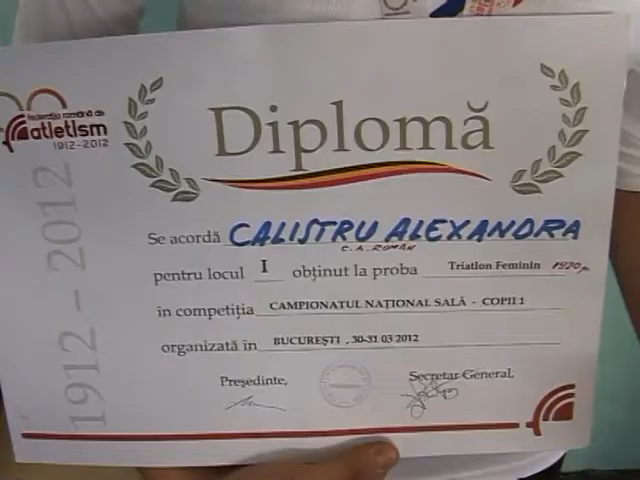 federația română de
atletism
1912-2012
Diplomă
1912 - 2012
Se acordă CALISTRU ALEXANDRA
C.A. ROMAN
pentru locul I obținut la proba Triatlon Feminin 1920 p.
în competiția CAMPIONATUL NAȚIONAL SALĂ - COPII 1
organizată în BUCUREȘTI , 30-31 03 2012
Președinte, Secretar General,